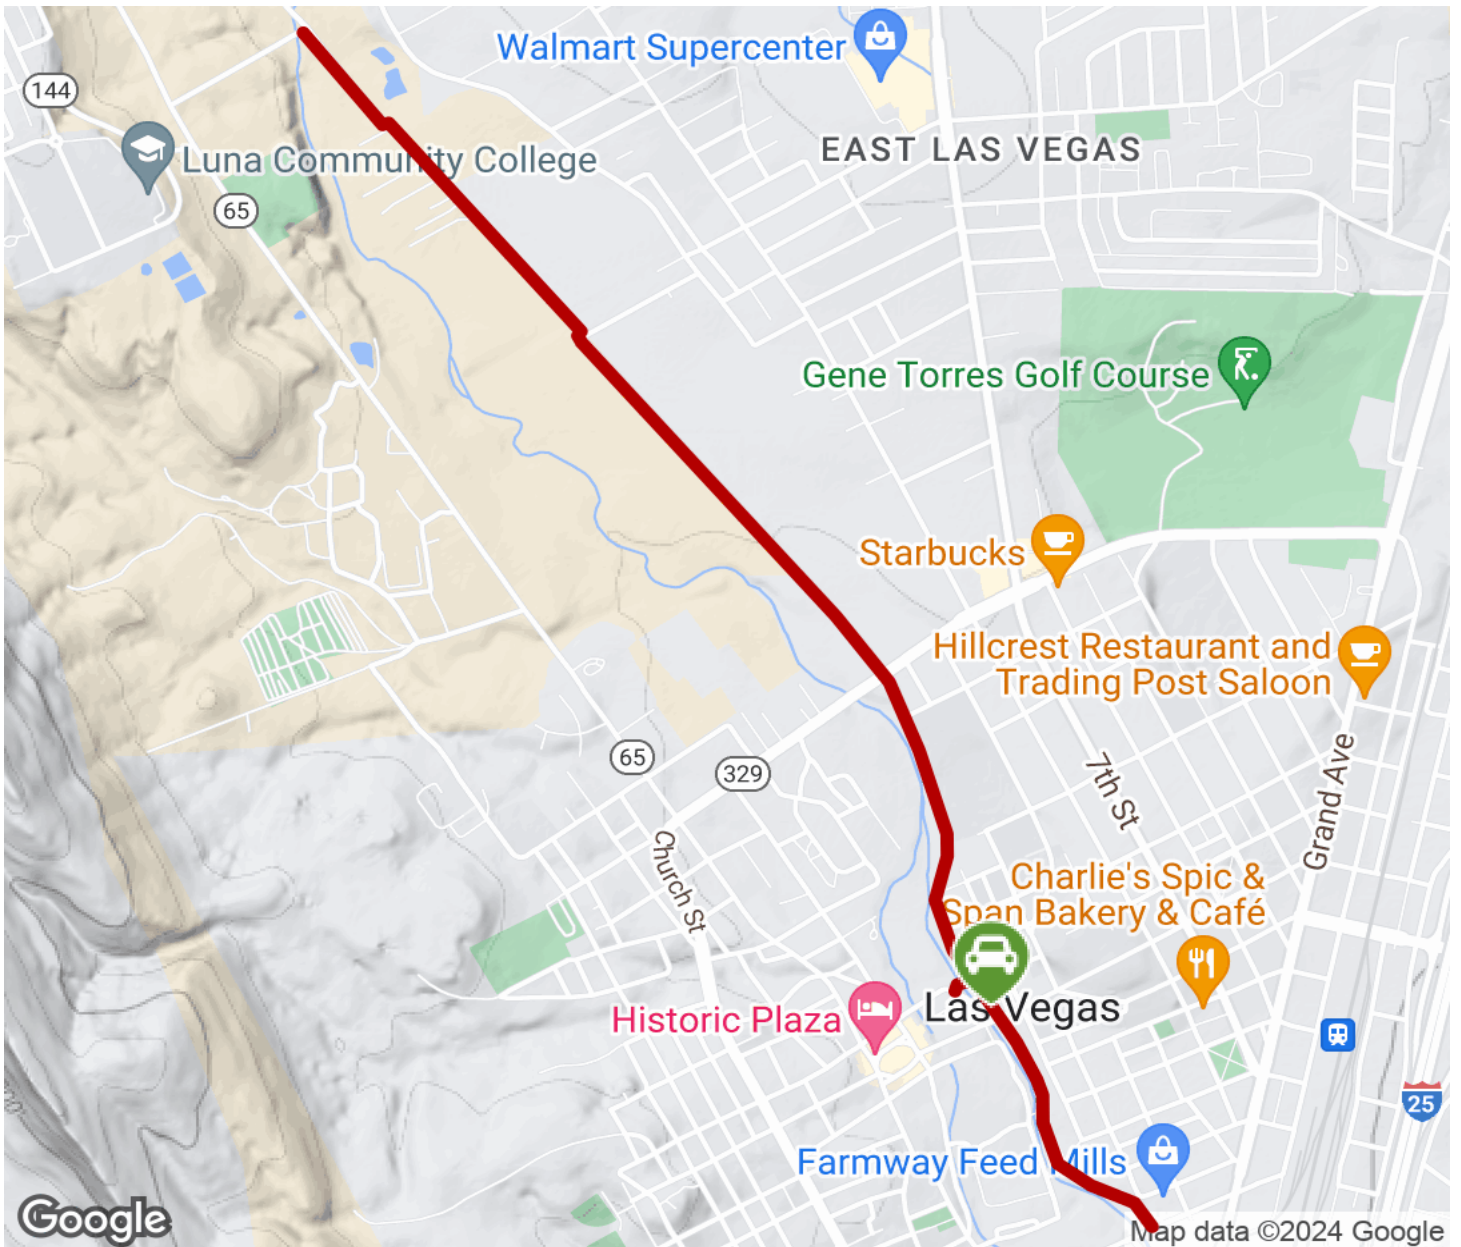 Walmart Supercenter
144
EAST LAS VEGAS
Luna Community College
65
Gene Torres Golf Course
Starbucks
Hillcrest Restaurant and
Trading Post Saloon
65
329
7th St
Grand Ave
Church St
Charlie's Spic &
Span Bakery & Café
Las Vegas
Historic Plaza
25
Farmway Feed Mills
Google
Map data ©2024 Google